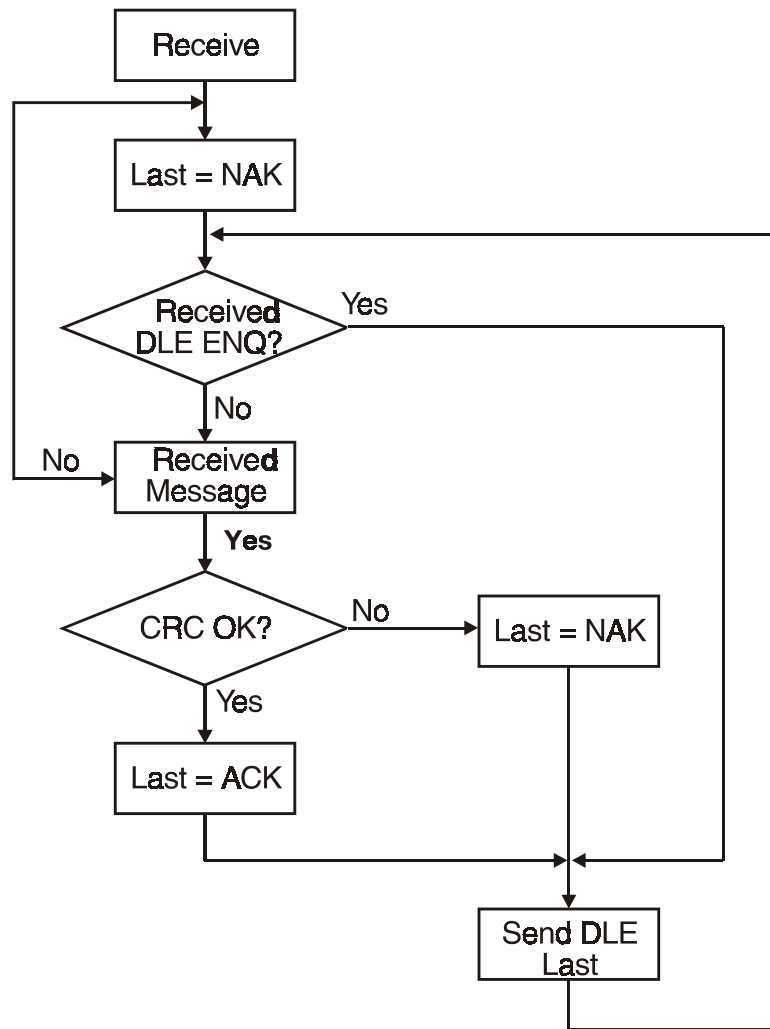 Receive
Last = NAK
Received
DLE ENQ?
Yes
No
No
Received
Message
Yes
CRC OK?
No
Last = NAK
Yes
Last = ACK
Send DLE
Last